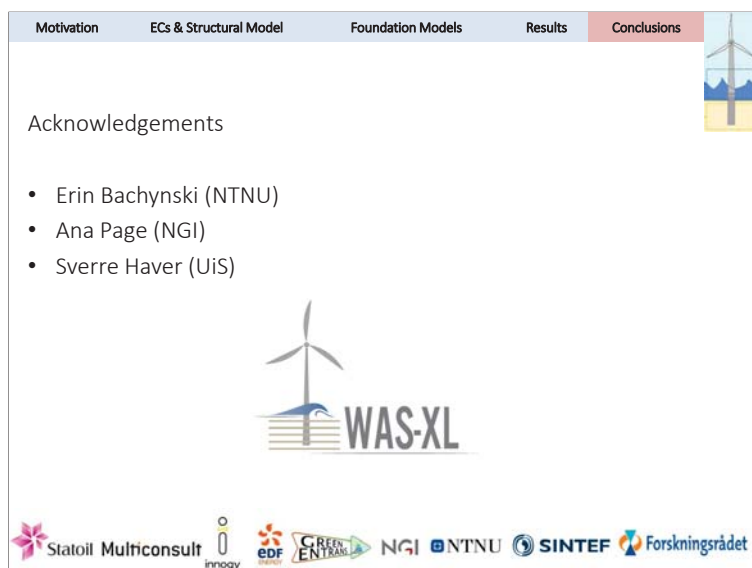 Motivation ECs & Structural Model Foundation Models Results Conclusions
Acknowledgements
• Erin Bachynski (NTNU)
• Ana Page (NGI)
• Sverre Haver (UiS)
WAS-XL
Statoil Multiconsult innogy eDF ENERGY GREEN ENTRANS NGI NTNU SINTEF Forskningsrådet